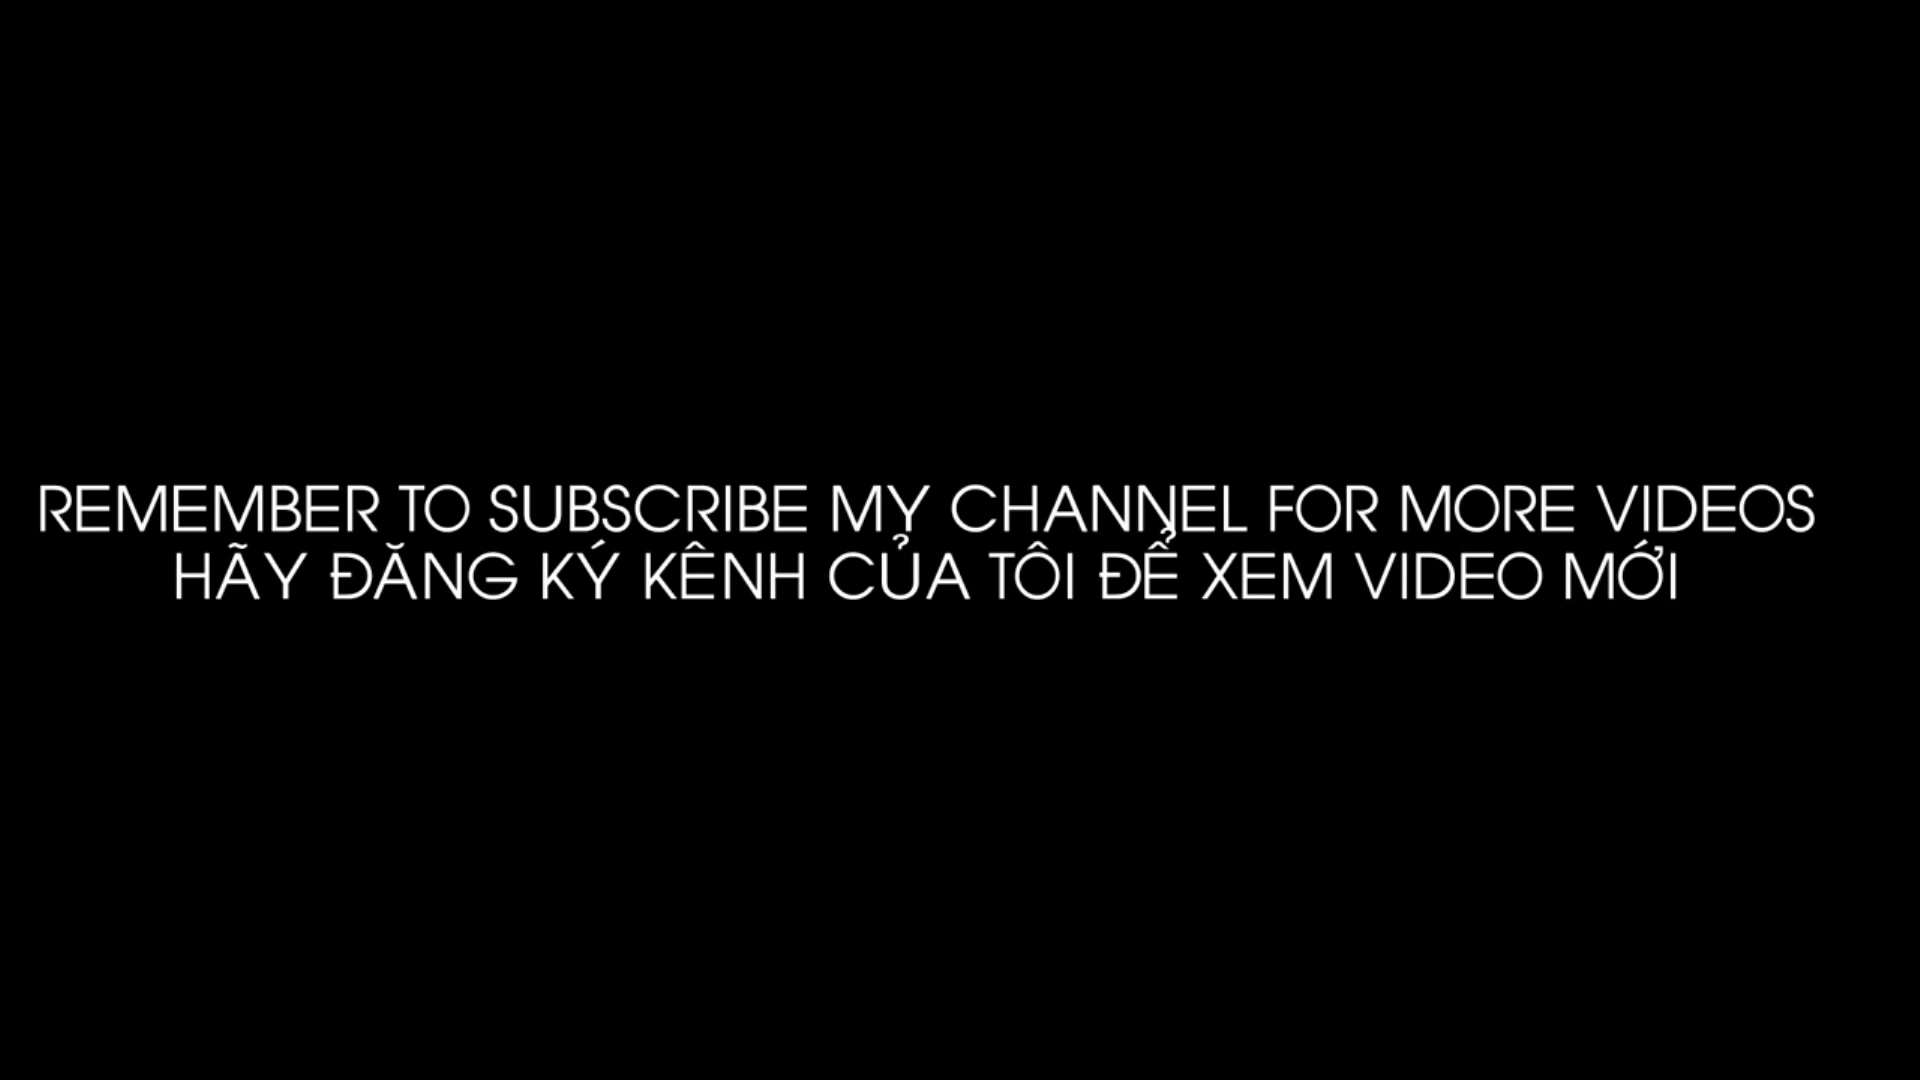 REMEMBER TO SUBSCRIBE MY CHANNEL FOR MORE VIDEOS
HÃY ĐĂNG KÝ KÊNH CỦA TÔI ĐỂ XEM VIDEO MỚI